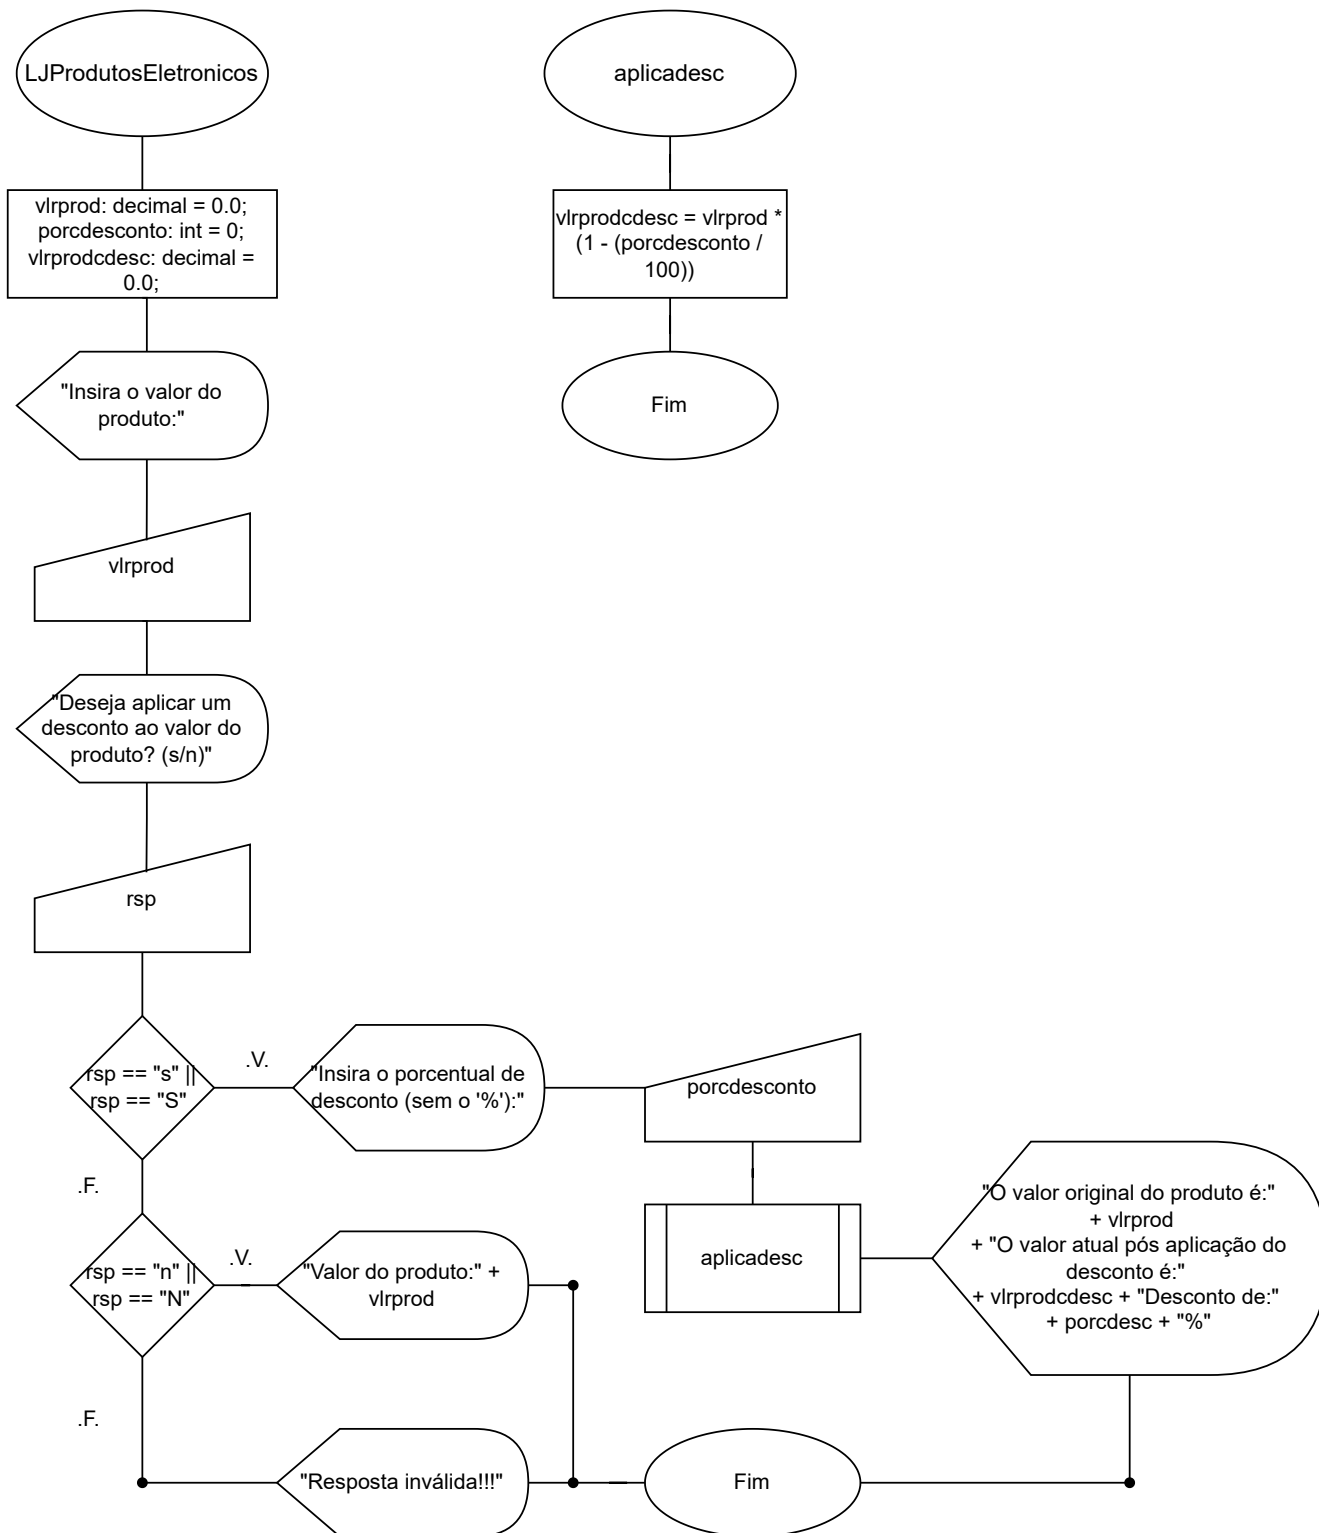 LJProdutosEletronicos
vlrprod: decimal = 0.0;
porcdesconto: int = 0;
vlrprodcdesc: decimal =
0.0;
"Insira o valor do
produto:"
vlrprod
"Deseja aplicar um
desconto ao valor do
produto? (s/n)"
rsp
rsp == "s" ||
rsp == "S"
.V.
"Insira o porcentual de
desconto (sem o '%'):"
porcdesconto
aplicadesc
"O valor original do produto é:"
+ vlrprod
+ "O valor atual pós aplicação do
desconto é:"
+ vlrprodcdesc + "Desconto de:"
+ porcdesc + "%"
.F.
rsp == "n" ||
rsp == "N"
.V.
"Valor do produto:" +
vlrprod
.F.
"Resposta inválida!!!"
Fim
aplicadesc
vlrprodcdesc = vlrprod *
(1 - (porcdesconto /
100))
Fim